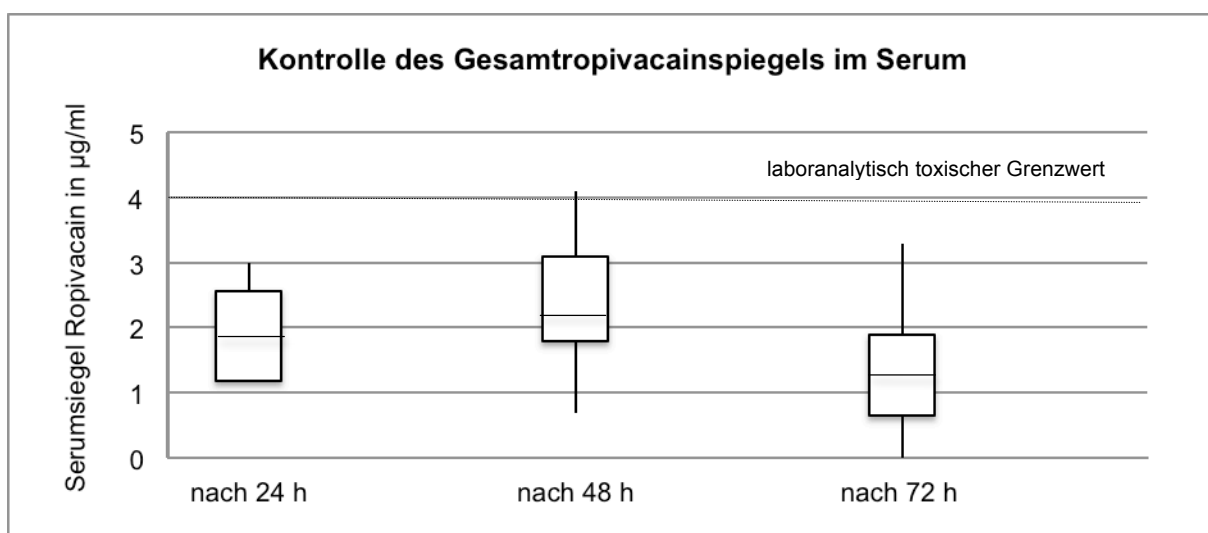 Kontrolle des Gesamtropivacainspiegels im Serum
Serumsiegel Ropivacain in µg/ml
5
laboranalytisch toxischer Grenzwert
4
3
2
1
0
nach 24 h
nach 48 h
nach 72 h